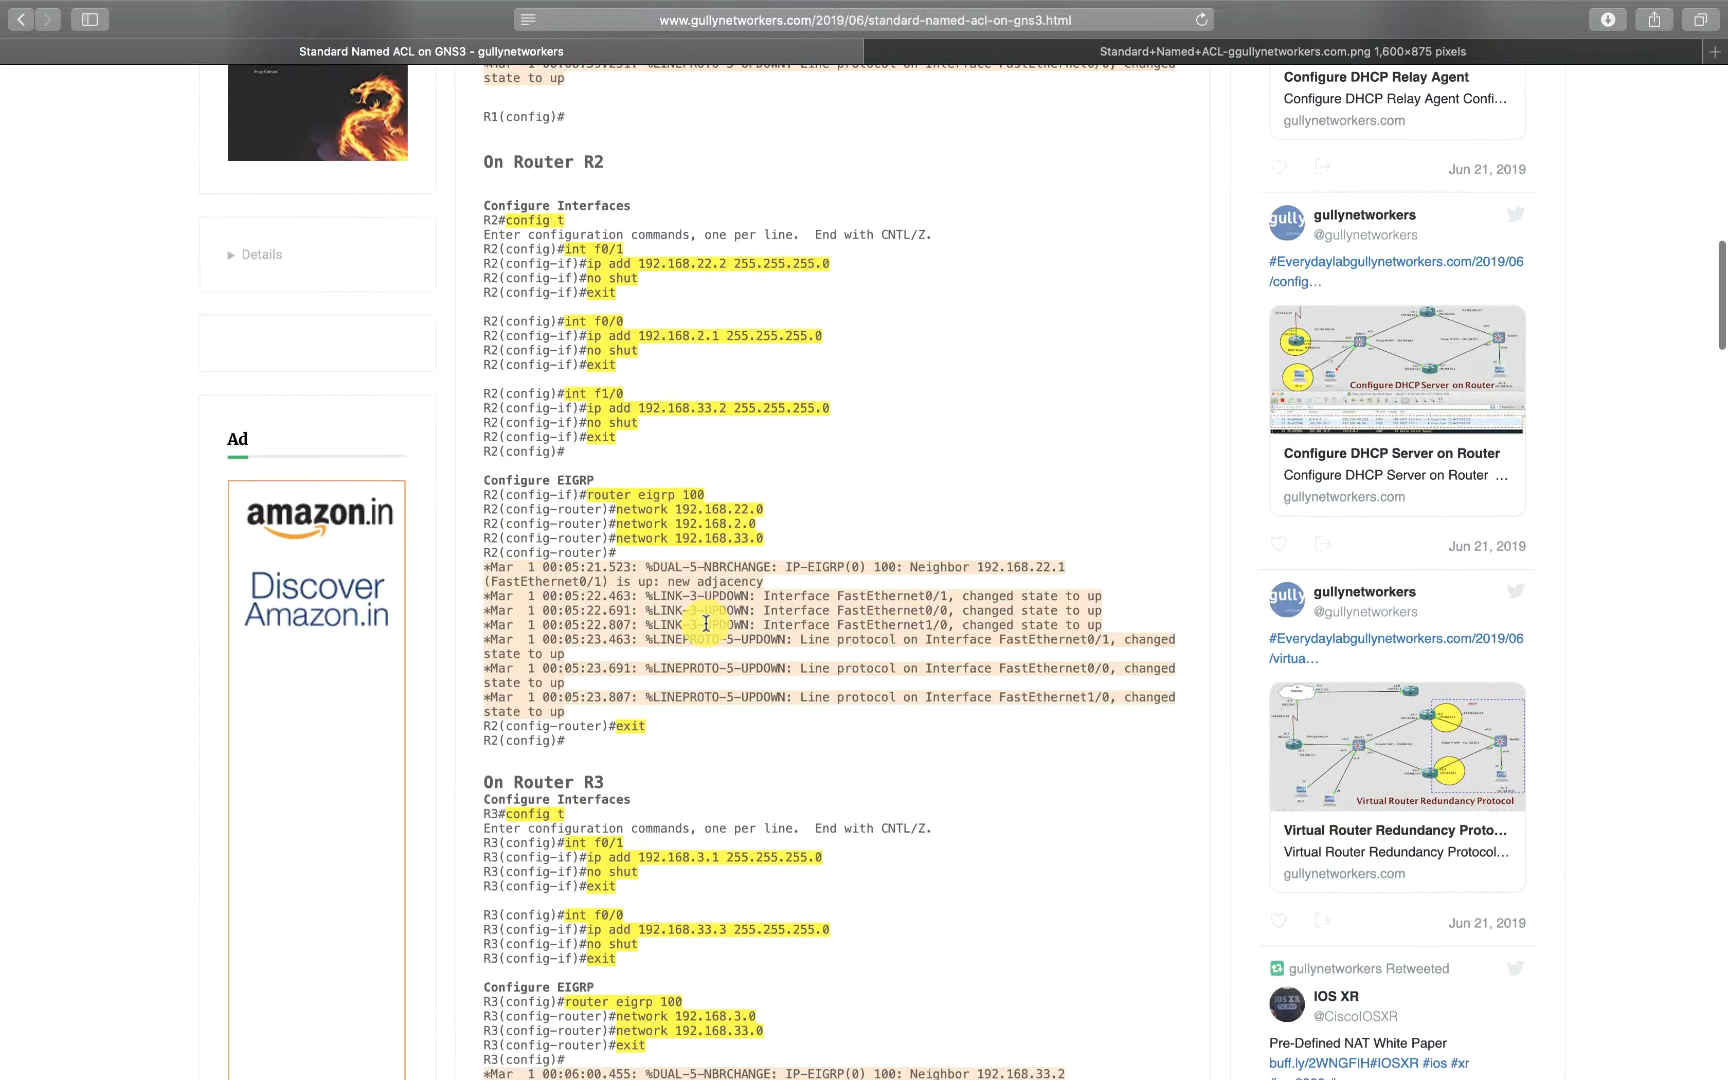 www.gullynetworkers.com/2019/06/standard-named-acl-on-gns3.html
Standard Named ACL on GNS3 - gullynetworkers
Standard+Named+ACL-ggullynetworkers.com.png 1,600×875 pixels
state to up
R1(config)#
On Router R2
Configure Interfaces
R2#config t
Enter configuration commands, one per line.  End with CNTL/Z.
R2(config)#int f0/1
R2(config-if)#ip add 192.168.22.2 255.255.255.0
R2(config-if)#no shut
R2(config-if)#exit
R2(config)#int f0/0
R2(config-if)#ip add 192.168.2.1 255.255.255.0
R2(config-if)#no shut
R2(config-if)#exit
R2(config)#int f1/0
R2(config-if)#ip add 192.168.33.2 255.255.255.0
R2(config-if)#no shut
R2(config-if)#exit
R2(config)#
Configure EIGRP
R2(config-if)#router eigrp 100
R2(config-router)#network 192.168.22.0
R2(config-router)#network 192.168.2.0
R2(config-router)#network 192.168.33.0
R2(config-router)#
*Mar  1 00:05:21.523: %DUAL-5-NBRCHANGE: IP-EIGRP(0) 100: Neighbor 192.168.22.1
(FastEthernet0/1) is up: new adjacency
*Mar  1 00:05:22.463: %LINK-3-UPDOWN: Interface FastEthernet0/1, changed state to up
*Mar  1 00:05:22.691: %LINK-3-UPDOWN: Interface FastEthernet0/0, changed state to up
*Mar  1 00:05:22.807: %LINK-3-UPDOWN: Interface FastEthernet1/0, changed state to up
*Mar  1 00:05:23.463: %LINEPROTO-5-UPDOWN: Line protocol on Interface FastEthernet0/1, changed
state to up
*Mar  1 00:05:23.691: %LINEPROTO-5-UPDOWN: Line protocol on Interface FastEthernet0/0, changed
state to up
*Mar  1 00:05:23.807: %LINEPROTO-5-UPDOWN: Line protocol on Interface FastEthernet1/0, changed
state to up
R2(config-router)#exit
R2(config)#
On Router R3
Configure Interfaces
R3#config t
Enter configuration commands, one per line.  End with CNTL/Z.
R3(config)#int f0/1
R3(config-if)#ip add 192.168.3.1 255.255.255.0
R3(config-if)#no shut
R3(config-if)#exit
R3(config)#int f0/0
R3(config-if)#ip add 192.168.33.3 255.255.255.0
R3(config-if)#no shut
R3(config-if)#exit
Configure EIGRP
R3(config)#router eigrp 100
R3(config-router)#network 192.168.3.0
R3(config-router)#network 192.168.33.0
R3(config-router)#exit
R3(config)#
*Mar  1 00:06:00.455: %DUAL-5-NBRCHANGE: IP-EIGRP(0) 100: Neighbor 192.168.33.2
Details
Ad
amazon.in
Discover
Amazon.in
Configure DHCP Relay Agent
Configure DHCP Relay Agent Confi...
gullynetworkers.com
Jun 21, 2019
gully
gullynetworkers
@gullynetworkers
#Everydaylabgullynetworkers.com/2019/06
/config…
Configure DHCP Server on Router
Configure DHCP Server on Router
Configure DHCP Server on Router ...
gullynetworkers.com
Jun 21, 2019
gully
gullynetworkers
@gullynetworkers
#Everydaylabgullynetworkers.com/2019/06
/virtua…
Virtual Router Redundancy Protocol
Virtual Router Redundancy Proto...
Virtual Router Redundancy Protocol...
gullynetworkers.com
Jun 21, 2019
gullynetworkers Retweeted
IOS XR
IOS XR
@CiscoIOSXR
Pre-Defined NAT White Paper
buff.ly/2WNGFIH#IOSXR #ios #xr